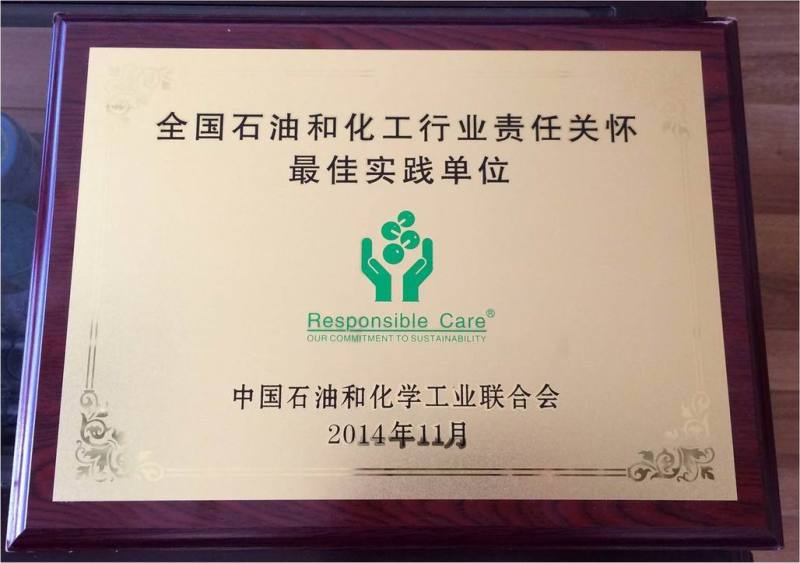 全国石油和化工行业责任关怀
最佳实践单位
Responsible Care®
OUR COMMITMENT TO SUSTAINABILITY
中国石油和化学工业联合会
2014年11月